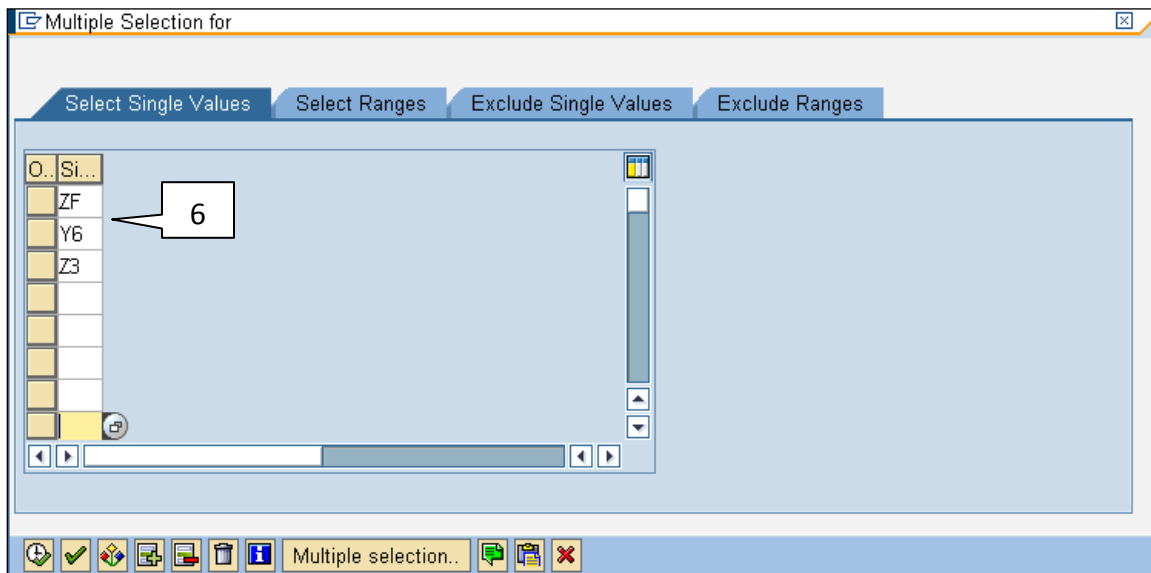 Multiple Selection for
Select Single Values Select Ranges Exclude Single Values Exclude Ranges
O.. Si...
ZF
6
Y6
Z3
Multiple selection..